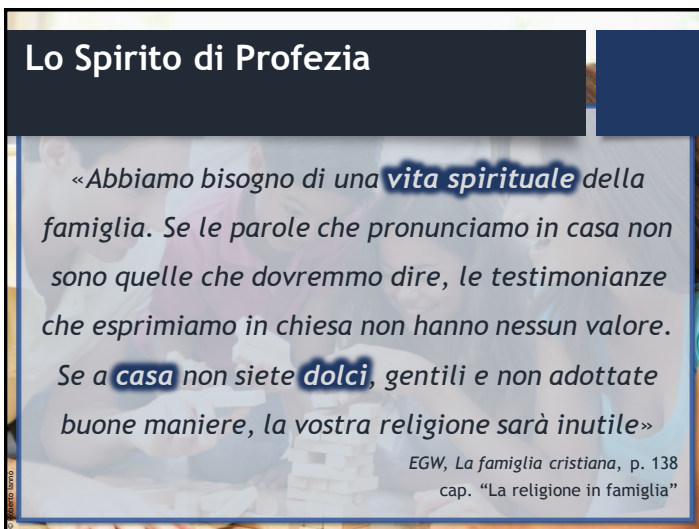 Lo Spirito di Profezia
«Abbiamo bisogno di una vita spirituale della
famiglia. Se le parole che pronunciamo in casa non
sono quelle che dovremmo dire, le testimonianze
che esprimiamo in chiesa non hanno nessun valore.
Se a casa non siete dolci, gentili e non adottate
buone maniere, la vostra religione sarà inutile»
EGW, La famiglia cristiana, p. 138
cap. “La religione in famiglia”
© Roberto Iannò